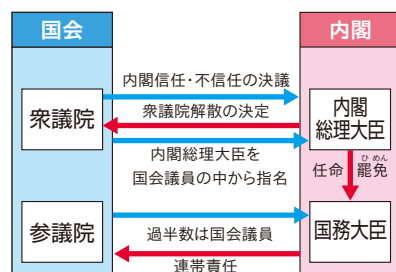 国会
内閣
内閣信任・不信任の決議
衆議院
衆議院解散の決定
内閣
総理大臣
内閣総理大臣を
国会議員の中から指名
任命
罷免
ひめん
参議院
過半数は国会議員
国務大臣
連帯責任